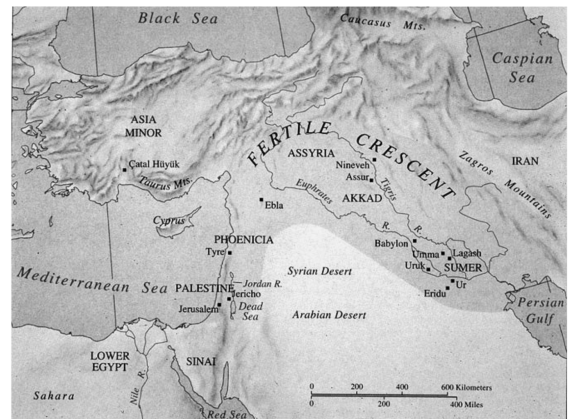 Black Sea
Caucasus Mts.
Caspian
Sea
ASIA
MINOR
FERTILE CRESCENT
ASSYRIA
Nineveh
Assur
Zagros Mountains
IRAN
Çatal Hüyük
Taurus Mts.
Tigris
R.
AKKAD
Euphrates
R.
Ebla
Cyprus
PHOENICIA
Tyre
Babylon
Umma
Lagash
Uruk
SUMER
Ur
Eridu
Mediterranean Sea
Syrian Desert
PALESTINE
Jordan R.
Jericho
Jerusalem
Dead
Sea
Arabian Desert
Persian
Gulf
LOWER
EGYPT
SINAI
Sahara
Nile R.
Red Sea
0 200 400 600 Kilometers
0 200 400 Miles